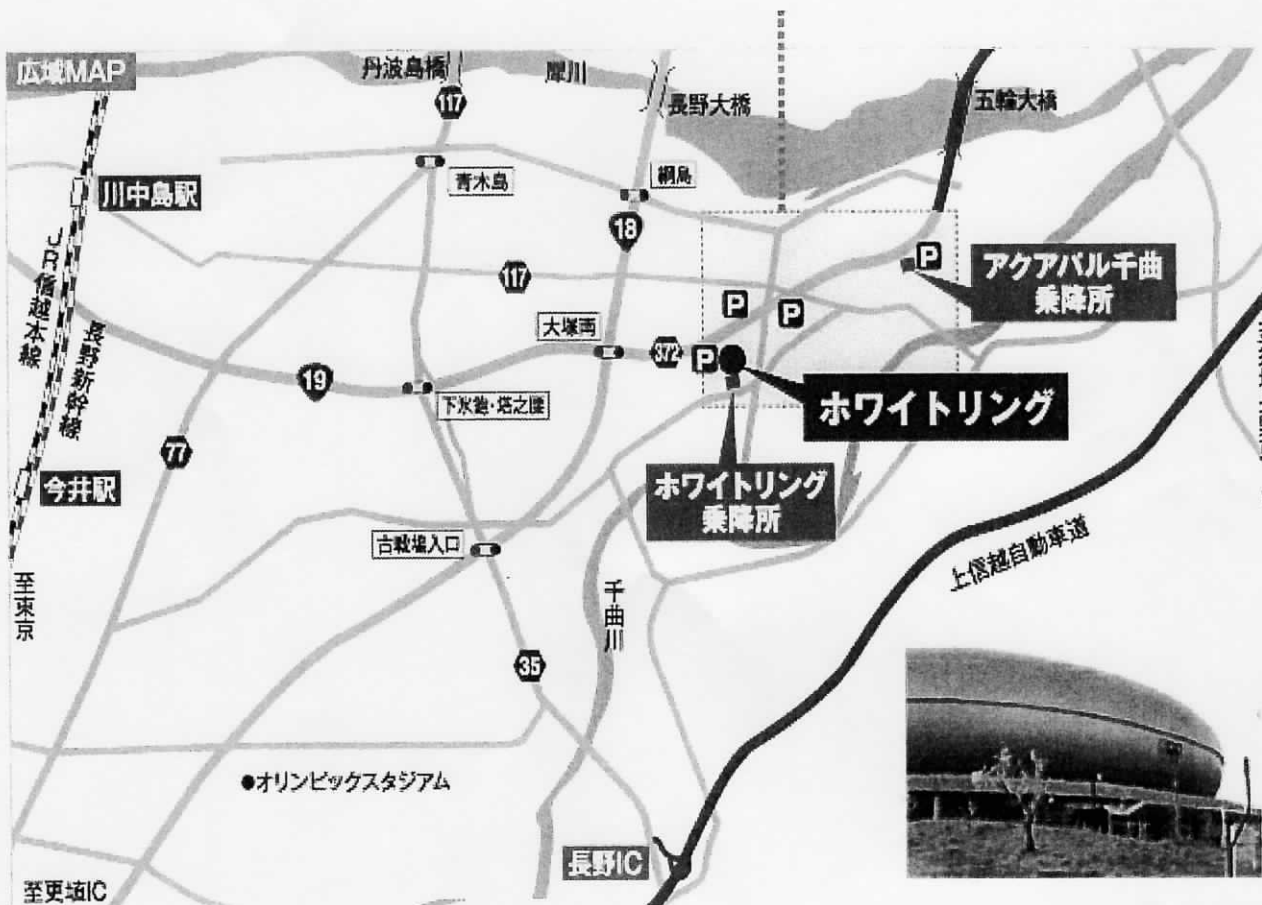 広域MAP
丹波島橋
犀川
長野大橋
五輪大橋
117
川中島駅
青木島
綱島
18
アクアパル千曲
乗降所
JR信越本線
長野新幹線
117
大塚南
372
P
P
P
P
19
下氷鉋・塔之腰
ホワイトリング
77
今井駅
ホワイトリング
乗降所
古戦場入口
上信越自動車道
至東京
千曲川
35
オリンピックスタジアム
長野IC
至更埴IC